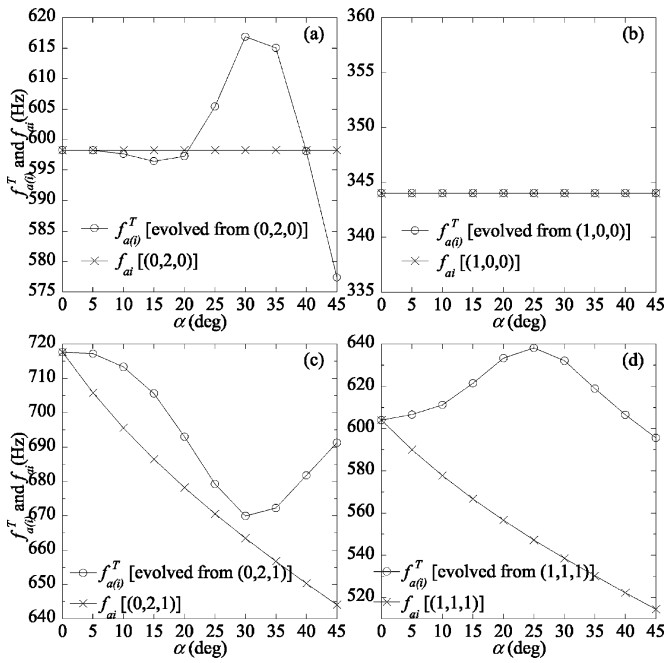 620
615
610
605
600
595
590
585
580
575
(a)
f^T_{a(i)} and f_{ai}(Hz)
f^T_{a(i)} [evolved from (0,2,0)]
f_{ai} [(0,2,0)]
0 5 10 15 20 25 30 35 40 45
α (deg)
360
355
350
345
340
335
(b)
f^T_{a(i)} [evolved from (1,0,0)]
f_{ai} [(1,0,0)]
0 5 10 15 20 25 30 35 40 45
α (deg)
720
710
700
690
680
670
660
650
640
(c)
f^T_{a(i)} and f_{ai}(Hz)
f^T_{a(i)} [evolved from (0,2,1)]
f_{ai} [(0,2,1)]
0 5 10 15 20 25 30 35 40 45
α (deg)
640
620
600
580
560
540
520
(d)
f^T_{a(i)} [evolved from (1,1,1)]
f_{ai} [(1,1,1)]
0 5 10 15 20 25 30 35 40 45
α (deg)